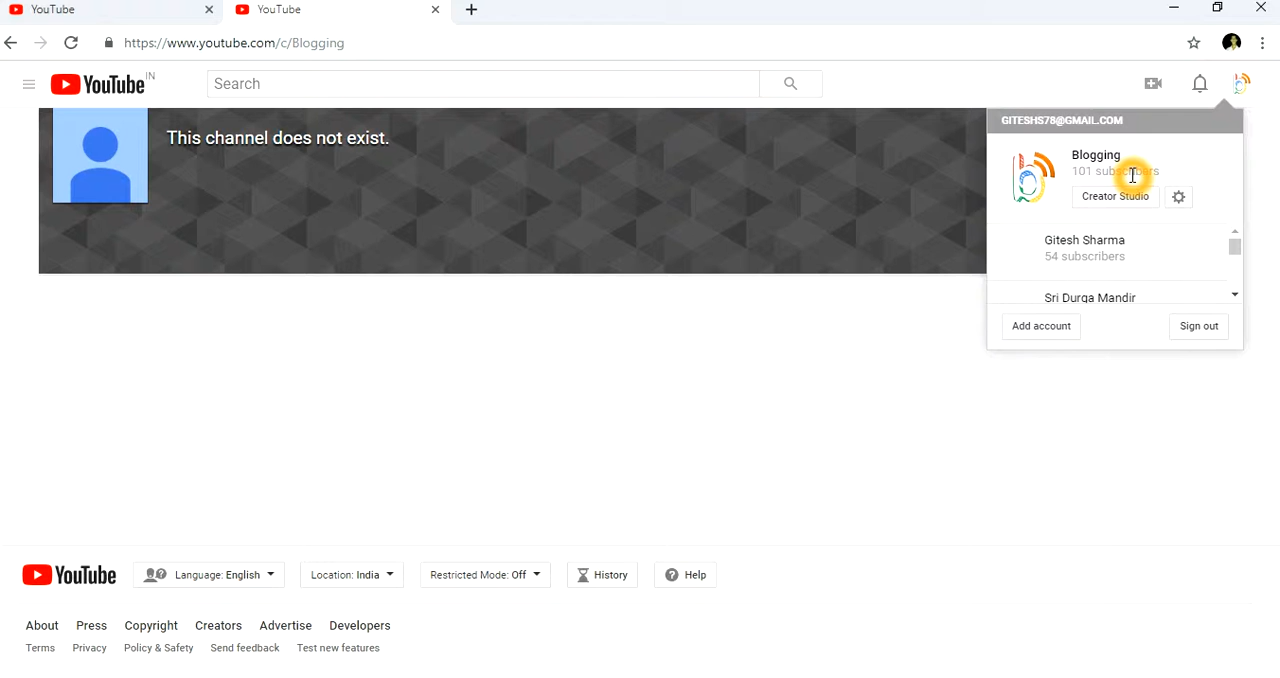 YouTube
YouTube
https://www.youtube.com/c/Blogging
YouTube IN
Search
This channel does not exist.
GITESHS78@GMAIL.COM
Blogging
101 subscribers
Creator Studio
Gitesh Sharma
54 subscribers
Sri Durga Mandir
Add account
Sign out
YouTube
Language: English
Location: India
Restricted Mode: Off
History
Help
About Press Copyright Creators Advertise Developers
Terms Privacy Policy & Safety Send feedback Test new features